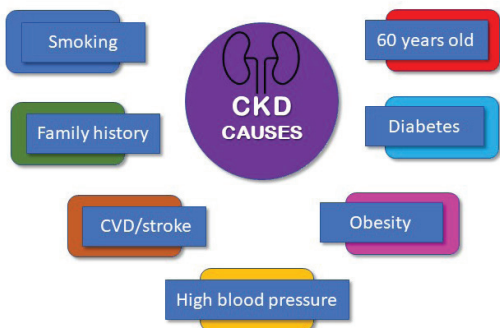 Smoking
CKD
CAUSES
60 years old
Family history
Diabetes
CVD/stroke
Obesity
High blood pressure